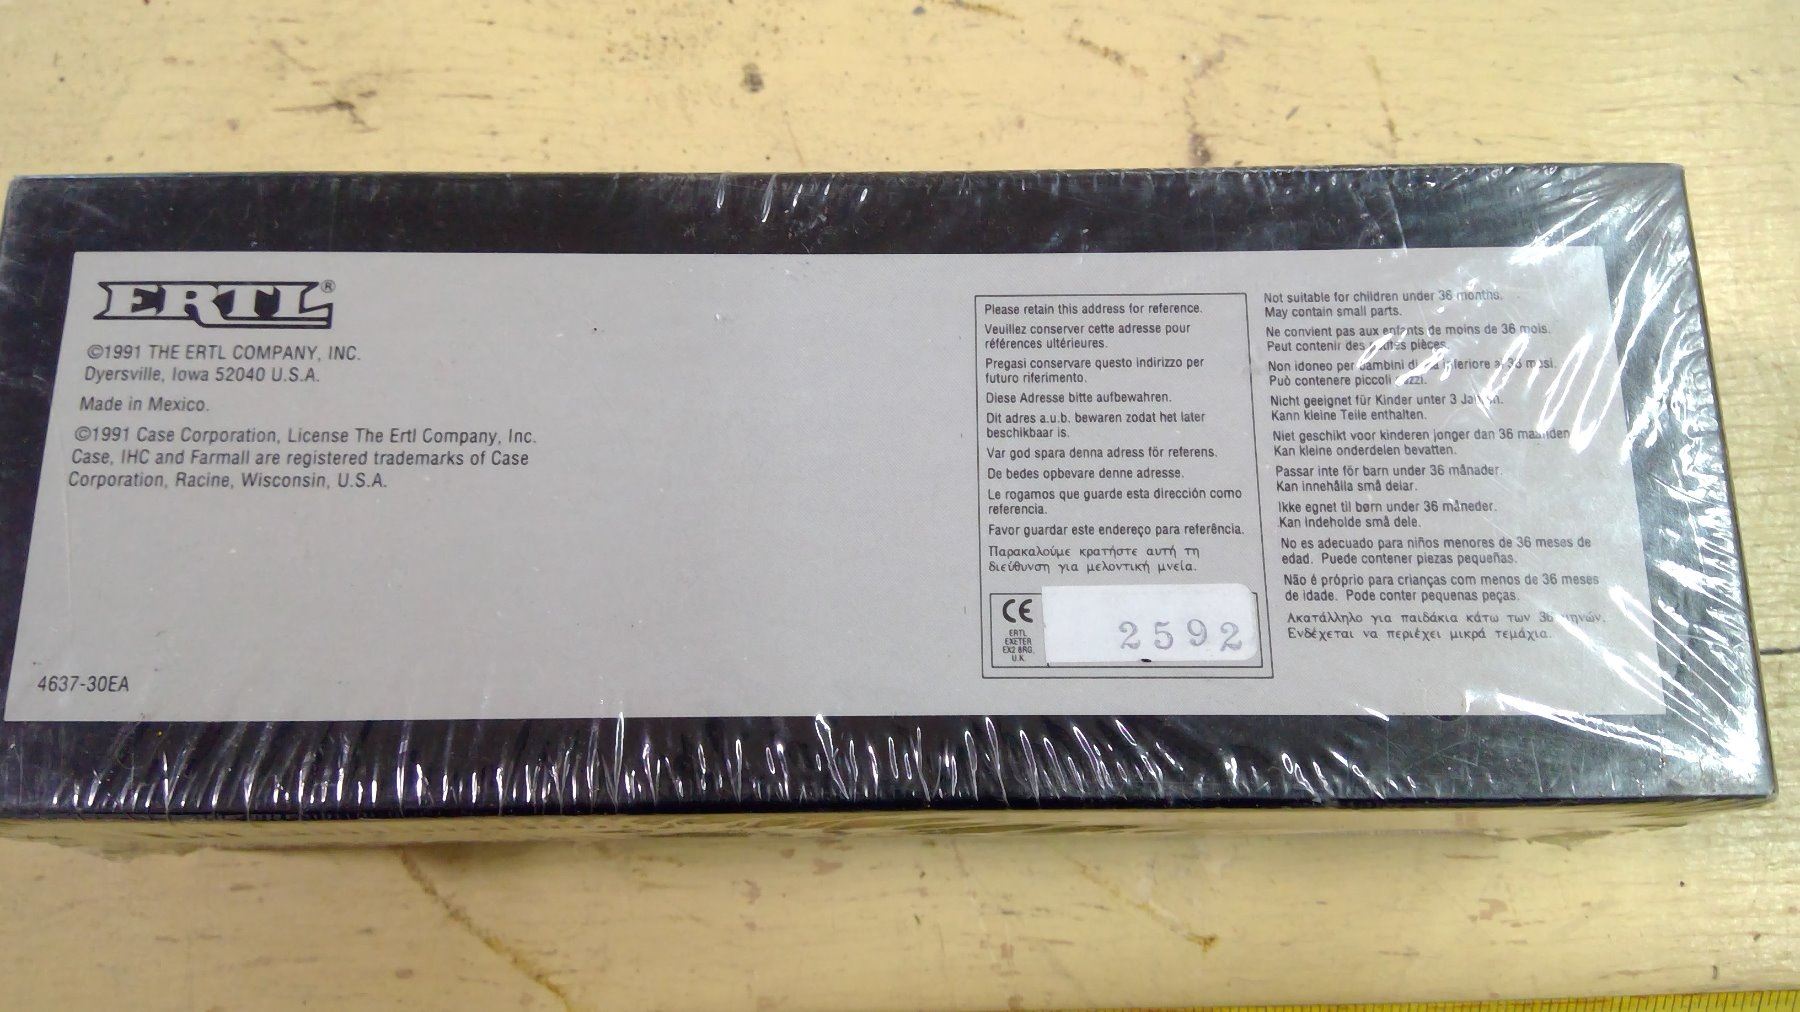 ERTL®
©1991 THE ERTL COMPANY, INC.
Dyersville, Iowa 52040 U.S.A.
Made in Mexico.
©1991 Case Corporation, License The Ertl Company, Inc.
Case, IHC and Farmall are registered trademarks of Case
Corporation, Racine, Wisconsin, U.S.A.
4637-30EA
Please retain this address for reference.
Veuillez conserver cette adresse pour
références ultérieures.
Pregasi conservare questo indirizzo per
futuro riferimento.
Diese Adresse bitte aufbewahren.
Dit adres a.u.b. bewaren zodat het later
beschikbaar is.
Var god spara denna adress för referens.
De bedes opbevare denne adresse.
Le rogamos que guarde esta dirección como
referencia.
Favor guardar este endereço para referência.
Παρακαλούμε κρατήστε αυτή τη
διεύθυνση για μελοντική μνεία.
CE
ERTL
EXETER
EX2 8RG,
U.K.
2592
Not suitable for children under 36 months.
May contain small parts.
Ne convient pas aux enfants de moins de 36 mois.
Peut contenir des pièces.
Non idoneo per bambini di inferiore a 36 mesi.
Può contenere piccoli
Nicht geeignet für Kinder unter 3
Kann kleine Teile enthalten.
Niet geschikt voor kinderen jonger dan 36 maanden
Kan kleine onderdelen bevatten.
Passar inte för barn under 36 månader.
Kan innehålla små delar.
Ikke egnet til børn under 36 måneder.
Kan indeholde små dele.
No es adecuado para niños menores de 36 meses de
edad. Puede contener piezas pequeñas.
Não é próprio para crianças com menos de 36 meses
de idade. Pode conter pequenas peças.
Ακατάλληλο για παιδάκια κάτω των 36 μηνών.
Ενδέχεται να περιέχει μικρά τεμάχια.